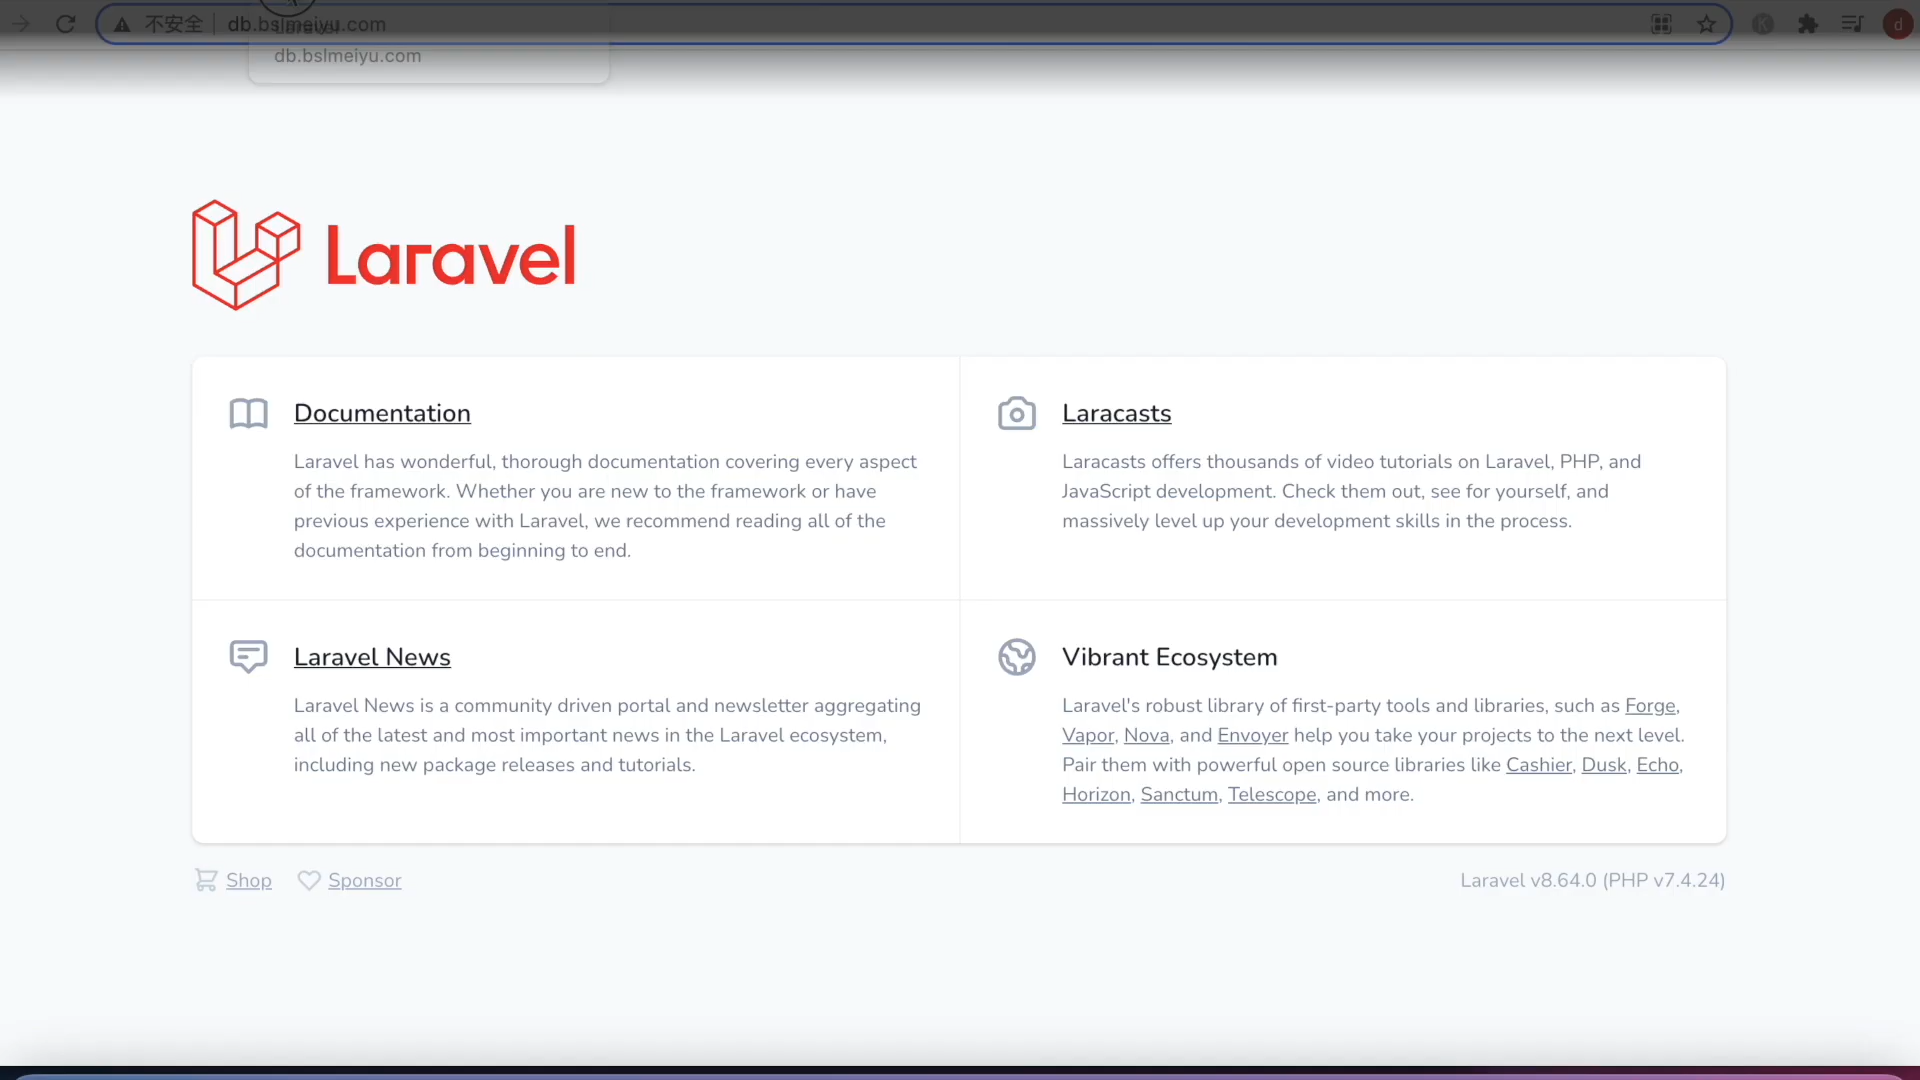 不安全 db.bslmeiyu.com
db.bslmeiyu.com
Laravel
Documentation
Laravel has wonderful, thorough documentation covering every aspect
of the framework. Whether you are new to the framework or have
previous experience with Laravel, we recommend reading all of the
documentation from beginning to end.
Laracasts
Laracasts offers thousands of video tutorials on Laravel, PHP, and
JavaScript development. Check them out, see for yourself, and
massively level up your development skills in the process.
Laravel News
Laravel News is a community driven portal and newsletter aggregating
all of the latest and most important news in the Laravel ecosystem,
including new package releases and tutorials.
Vibrant Ecosystem
Laravel's robust library of first-party tools and libraries, such as Forge,
Vapor, Nova, and Envoyer help you take your projects to the next level.
Pair them with powerful open source libraries like Cashier, Dusk, Echo,
Horizon, Sanctum, Telescope, and more.
Shop
Sponsor
Laravel v8.64.0 (PHP v7.4.24)